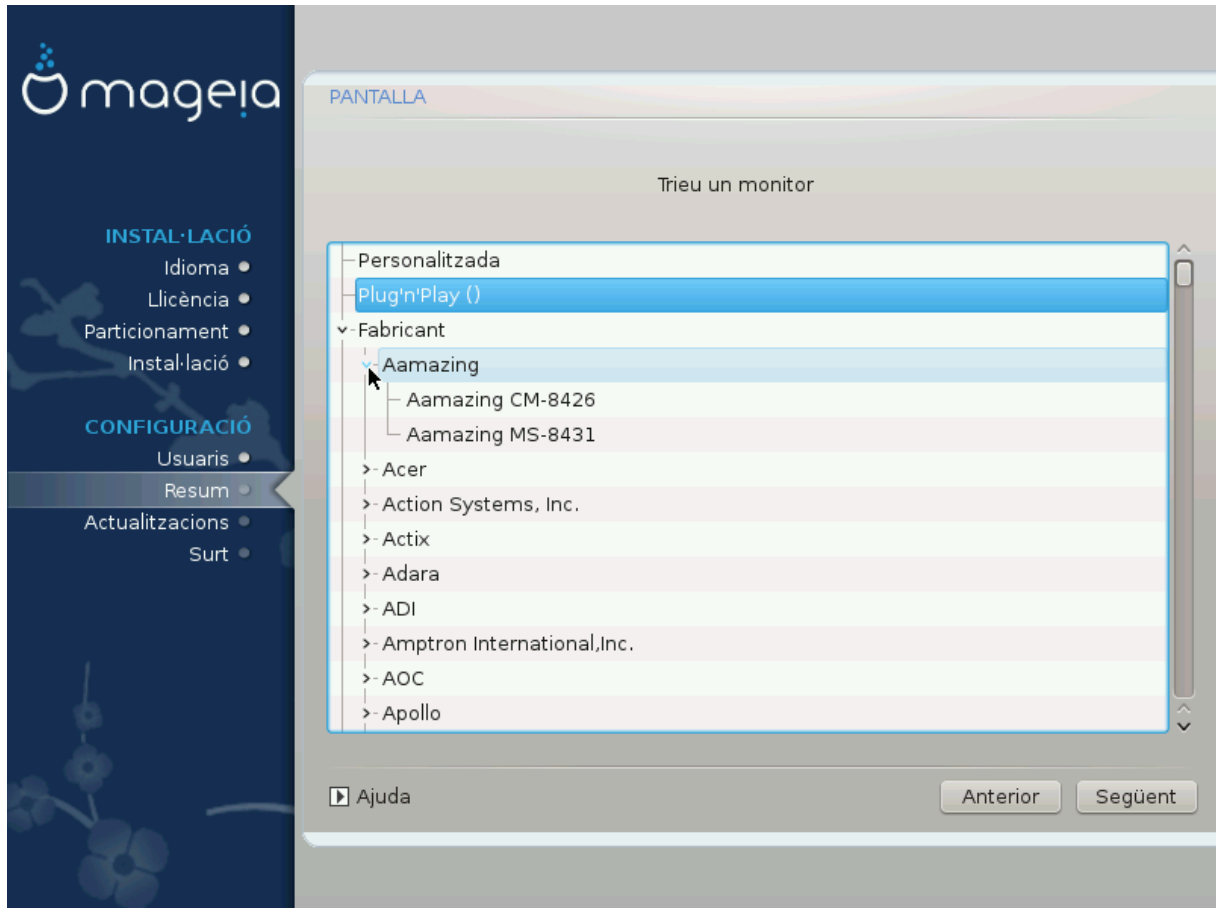 mageia
INSTAL·LACIÓ
Idioma
Llicència
Particionament
Instal·lació
CONFIGURACIÓ
Usuaris
Resum
Actualitzacions
Surt
PANTALLA
Trieu un monitor
Personalitzada
Plug'n'Play ()
Fabricant
Aamazing
Aamazing CM-8426
Aamazing MS-8431
Acer
Action Systems, Inc.
Actix
Adara
ADI
Amptron International,Inc.
AOC
Apollo
Ajuda
Anterior
Següent